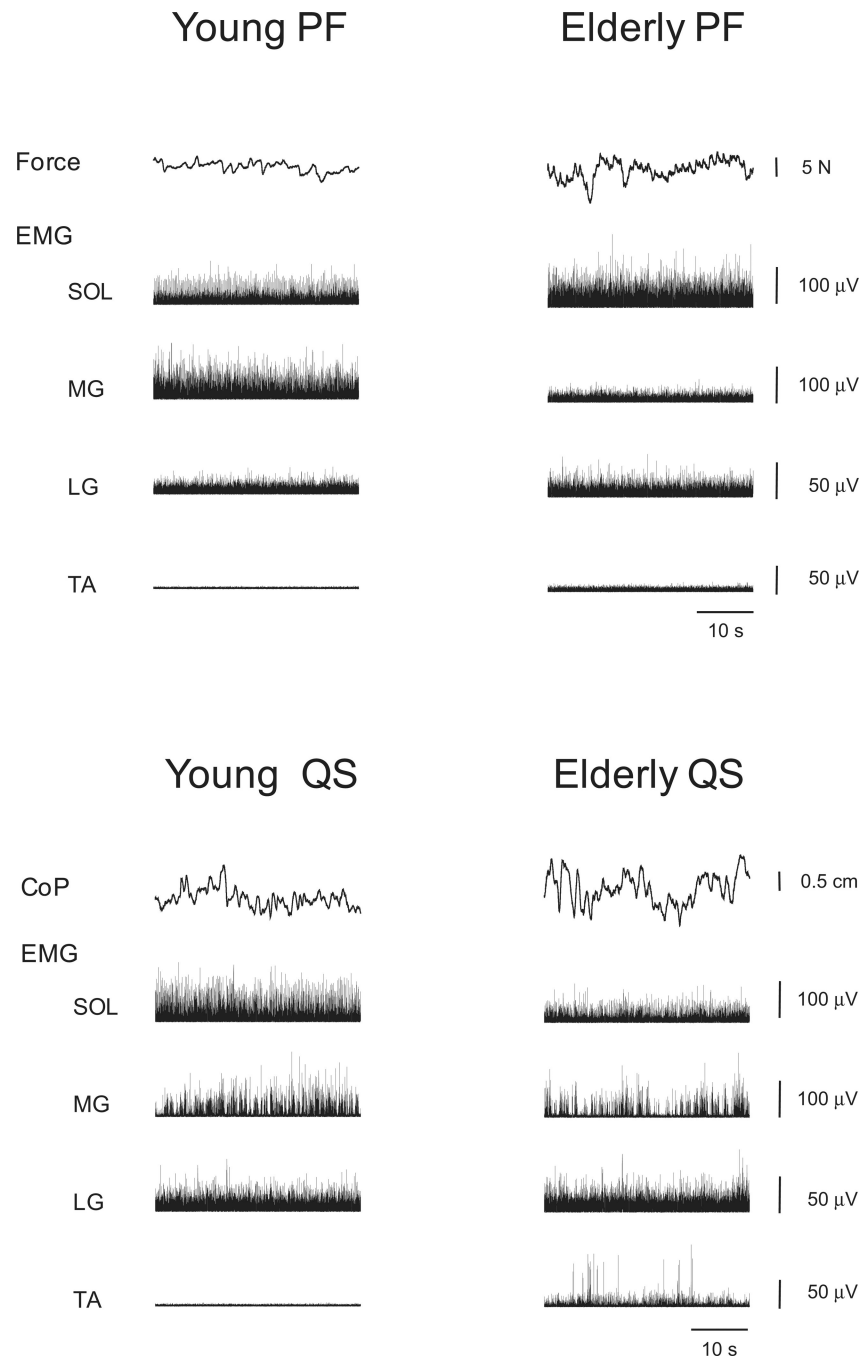 Young PF Elderly PF
Force 5 N
EMG
SOL 100 μV
MG 100 μV
LG 50 μV
TA 50 μV
10 s
Young QS Elderly QS
CoP 0.5 cm
EMG
SOL 100 μV
MG 100 μV
LG 50 μV
TA 50 μV
10 s